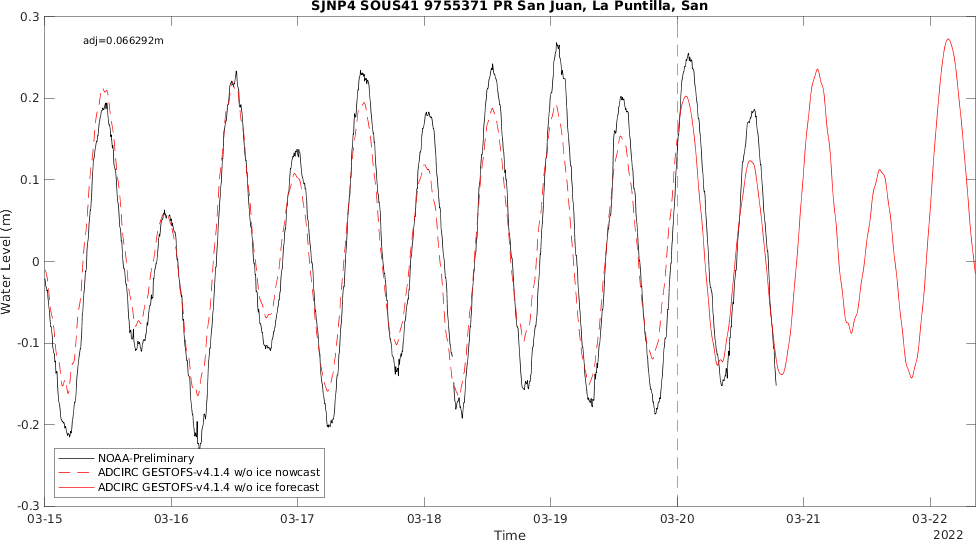 SJNP4 SOUS41 9755371 PR San Juan, La Puntilla, San
adj=0.066292m
0.3
0.2
0.1
0
-0.1
-0.2
-0.3
Water Level (m)
NOAA-Preliminary
ADCIRC GESTOFS-v4.1.4 w/o ice nowcast
ADCIRC GESTOFS-v4.1.4 w/o ice forecast
03-15 03-16 03-17 03-18 03-19 03-20 03-21 03-22
Time
2022